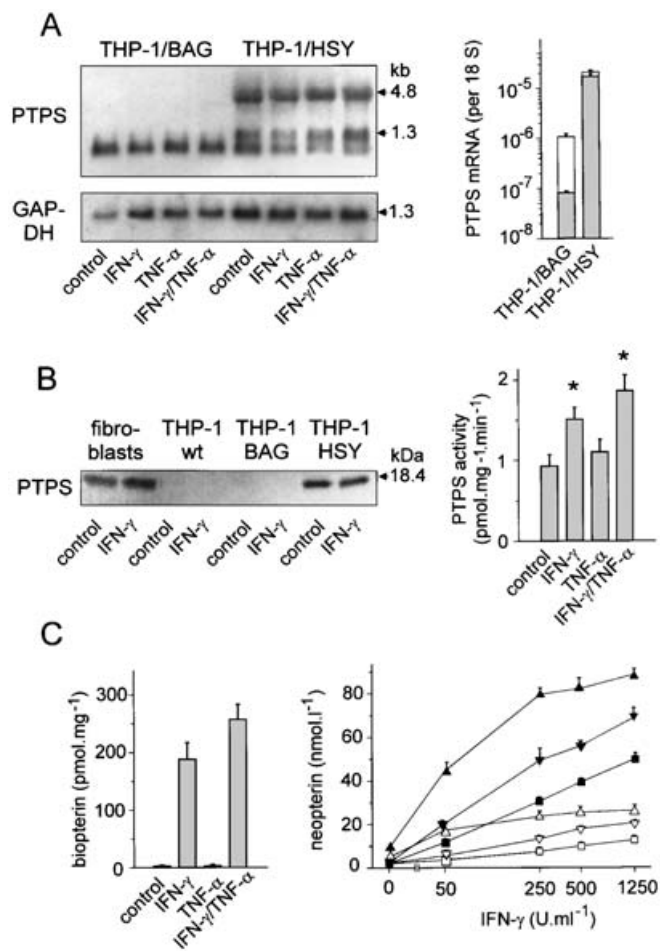 A
THP-1/BAG THP-1/HSY
kb
PTPS
4.8
1.3
GAP-
DH
1.3
control IFN-γ TNF-α IFN-γ/TNF-α control IFN-γ TNF-α IFN-γ/TNF-α
PTPS mRNA (per 18 S)
10-5
10-6
10-7
10-8
THP-1/BAG THP-1/HSY
B
fibro- THP-1 THP-1 THP-1
blasts wt BAG HSY
kDa
PTPS
18.4
control IFN-γ control IFN-γ control IFN-γ control IFN-γ
PTPS activity
(pmol.mg-1.min-1)
2
1
0
* *
control IFN-γ TNF-α IFN-γ/TNF-α
C
biopterin (pmol.mg-1)
300
200
100
0
control IFN-γ TNF-α IFN-γ/TNF-α
neopterin (nmol.l-1)
80
60
40
20
0
0 50 250 500 1250
IFN-γ (U.ml-1)